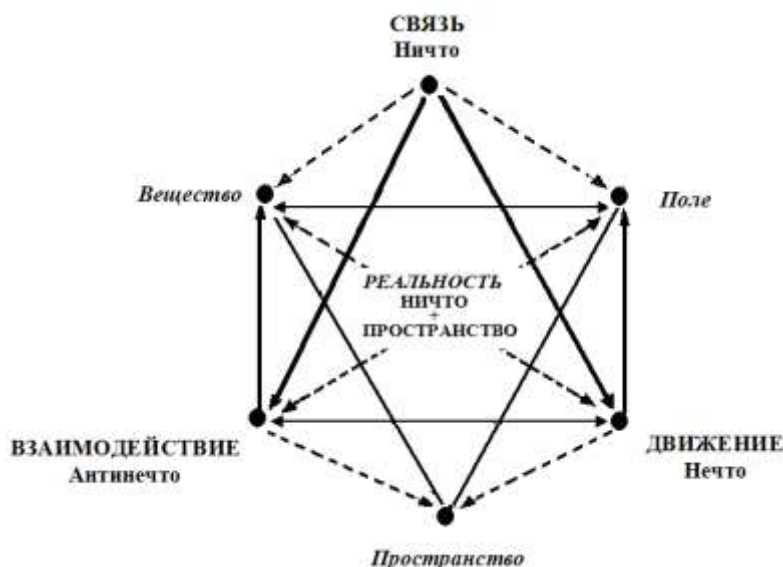 СВЯЗЬ
Ничто
Вещество
Поле
РЕАЛЬНОСТЬ
НИЧТО
+
ПРОСТРАНСТВО
ВЗАИМОДЕЙСТВИЕ
Антинечто
ДВИЖЕНИЕ
Нечто
Пространство